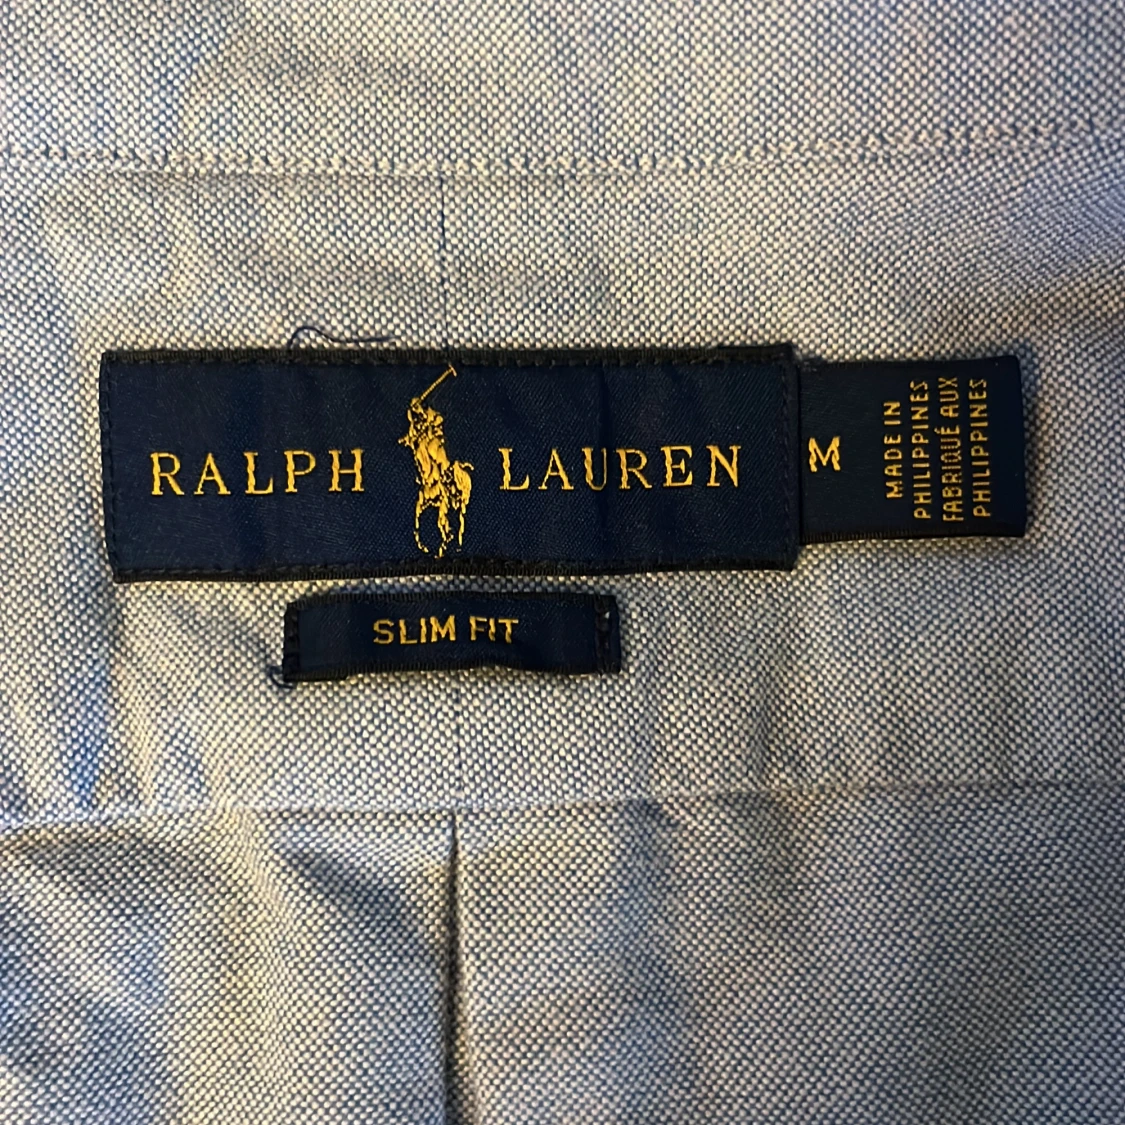 RALPH LAUREN
M
MADE IN
PHILIPPINES
FABRIQUÉ AUX
PHILIPPINES
SLIM FIT